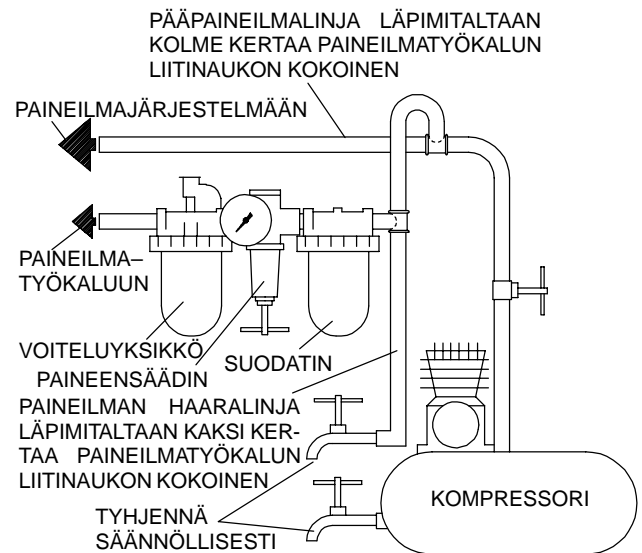 PÄÄPAINEILMALINJA LÄPIMITALTAAN
KOLME KERTAA PAINEILMATYÖKALUN
LIITINAUKON KOKOINEN
PAINEILMAJÄRJESTELMÄÄN
PAINEILMA–
TYÖKALUUN
VOITELUYKSIKKÖ
SUODATIN
PAINEENSÄÄDIN
PAINEILMAN HAARALINJA
LÄPIMITALTAAN KAKSI KER-
TAA PAINEILMATYÖKALUN
LIITINAUKON KOKOINEN
KOMPRESSORI
TYHJENNÄ
SÄÄNNÖLLISESTI